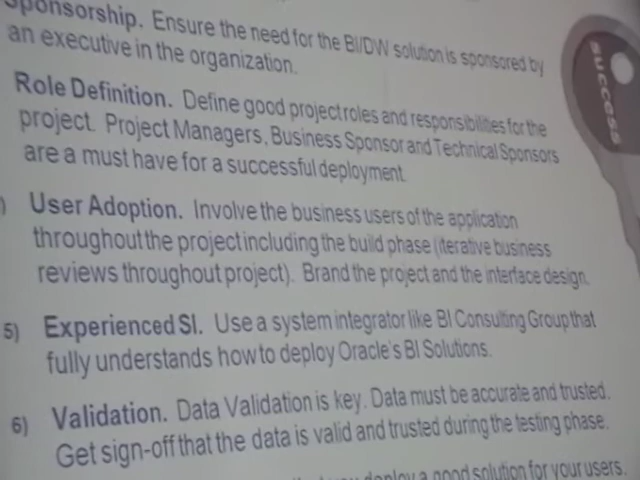 Sponsorship. Ensure the need for the BI/DW solution is sponsored by
an executive in the organization.
Role Definition. Define good project roles and responsibilities for the
project. Project Managers, Business Sponsor and Technical Sponsors
are a must have for a successful deployment.
) User Adoption. Involve the business users of the application
throughout the project including the build phase (iterative business
reviews throughout project). Brand the project and the interface design.
5) Experienced SI. Use a system integrator like BI Consulting Group that
fully understands how to deploy Oracle's BI Solutions.
6) Validation. Data Validation is key. Data must be accurate and trusted.
Get sign-off that the data is valid and trusted during the testing phase.
deploy a good solution for your users.
success